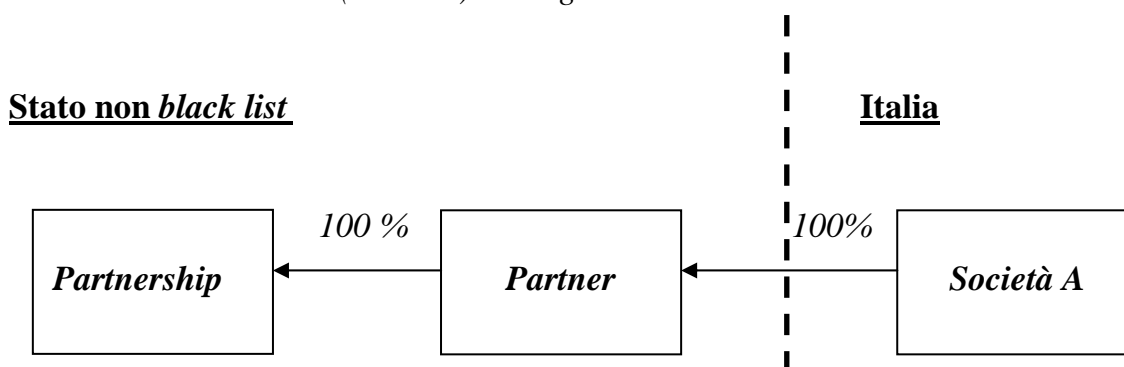 Stato non black list Italia
100 % 100%
Partnership Partner Società A